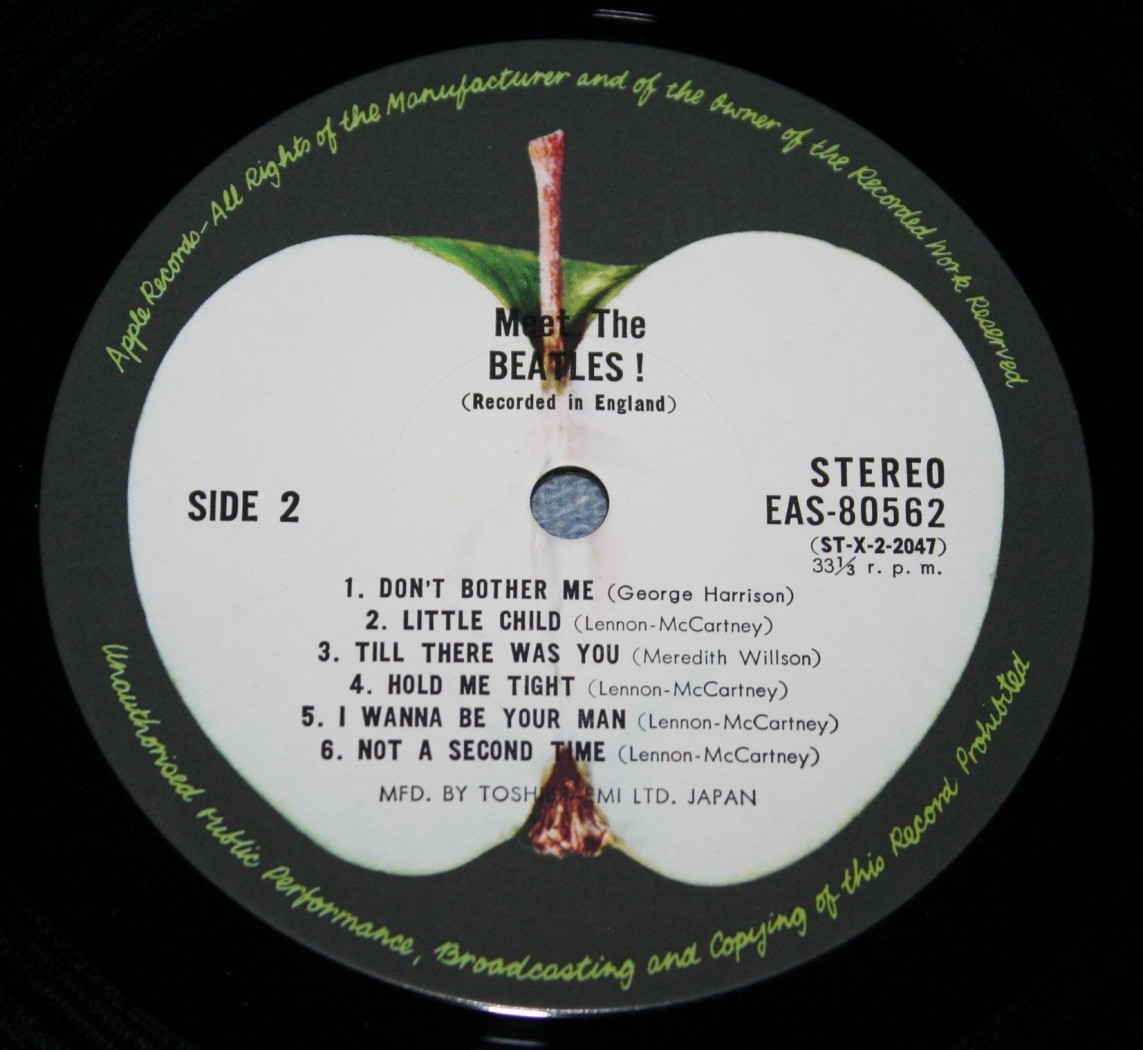 Apple Records-All Rights of the Manufacturer and of the Owner of the Recorded Work Reserved
Meet The
BEATLES !
(Recorded in England)
SIDE 2
STEREO
EAS-80562
(ST-X-2-2047)
33⅓ r. p. m.
1. DON'T BOTHER ME (George Harrison)
2. LITTLE CHILD (Lennon-McCartney)
3. TILL THERE WAS YOU (Meredith Willson)
4. HOLD ME TIGHT (Lennon-McCartney)
5. I WANNA BE YOUR MAN (Lennon-McCartney)
6. NOT A SECOND TIME (Lennon-McCartney)
MFD. BY TOSHIBA-EMI LTD. JAPAN
Unauthorised Public Performance, Broadcasting and Copying of this Record Prohibited